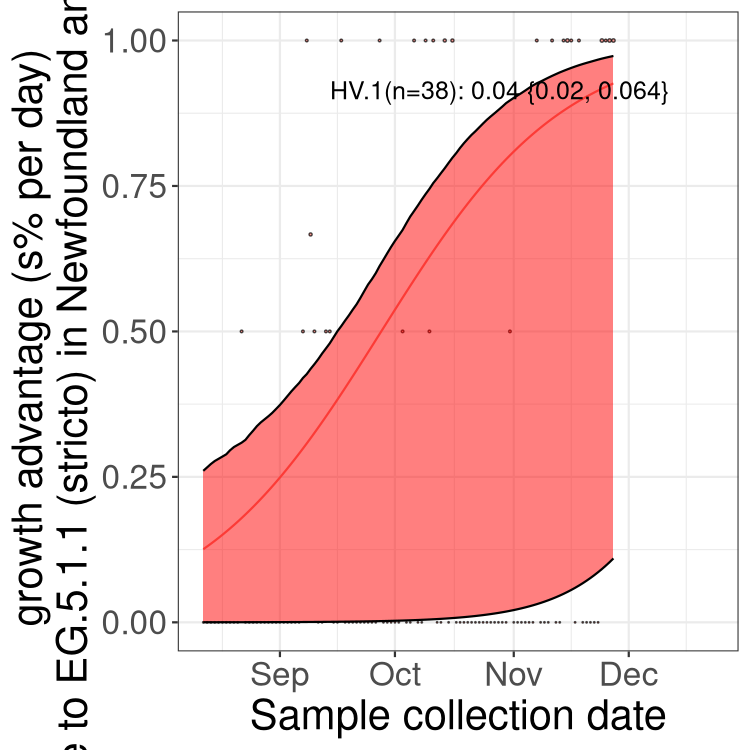 growth advantage (s% per day)
to EG.5.1.1 (stricto) in Newfoundland
1.00
0.75
0.50
0.25
0.00
HV.1(n=38): 0.04 {0.02, 0.064}
Sep Oct Nov Dec
Sample collection date